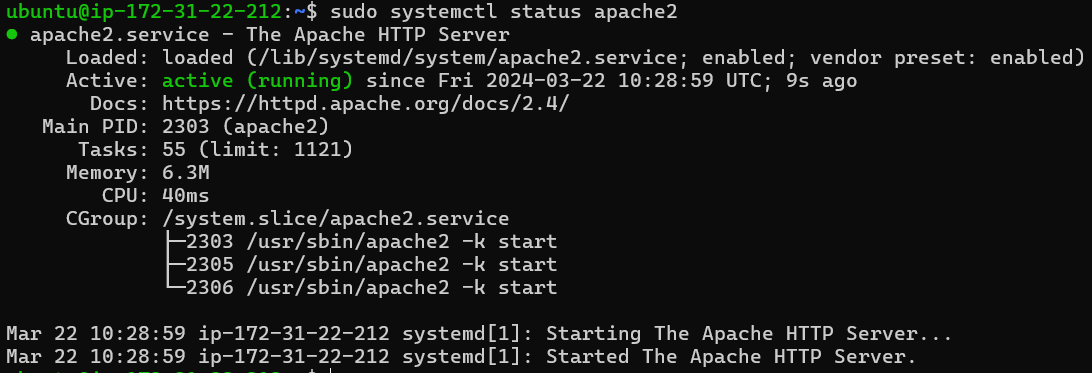 ubuntu@ip-172-31-22-212:~$ sudo systemctl status apache2
● apache2.service - The Apache HTTP Server
     Loaded: loaded (/lib/systemd/system/apache2.service; enabled; vendor preset: enabled)
     Active: active (running) since Fri 2024-03-22 10:28:59 UTC; 9s ago
       Docs: https://httpd.apache.org/docs/2.4/
   Main PID: 2303 (apache2)
      Tasks: 55 (limit: 1121)
     Memory: 6.3M
        CPU: 40ms
     CGroup: /system.slice/apache2.service
             ├─2303 /usr/sbin/apache2 -k start
             ├─2305 /usr/sbin/apache2 -k start
             └─2306 /usr/sbin/apache2 -k start

Mar 22 10:28:59 ip-172-31-22-212 systemd[1]: Starting The Apache HTTP Server...
Mar 22 10:28:59 ip-172-31-22-212 systemd[1]: Started The Apache HTTP Server.